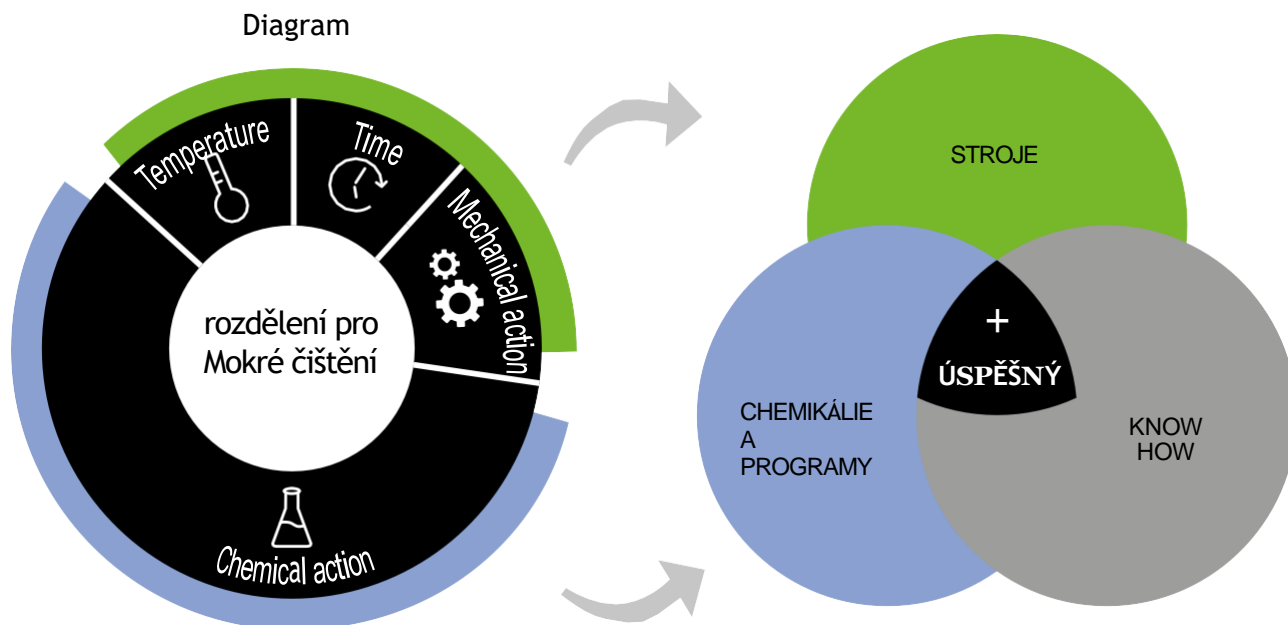 Diagram
Temperature
Time
Mechanical action
rozdělení pro
Mokré čištění
Chemical action
STROJE
+
ÚSPĚŠNÝ
CHEMIKÁLIE
A
PROGRAMY
KNOW
HOW